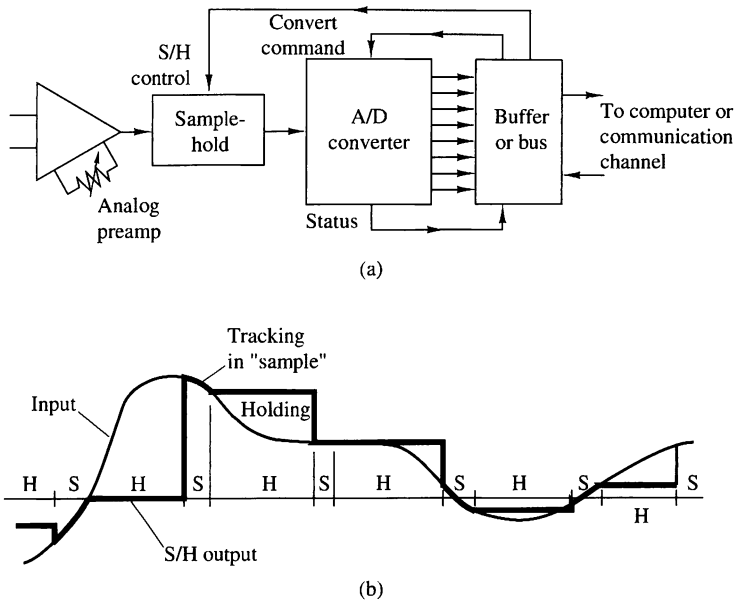 Convert
command
S/H
control
Sample-
hold
A/D
converter
Buffer
or bus
To computer or
communication
channel
Analog
preamp
Status
(a)
Tracking
in "sample"
Input
Holding
H S H S H S H S H S S
H
S/H output
(b)